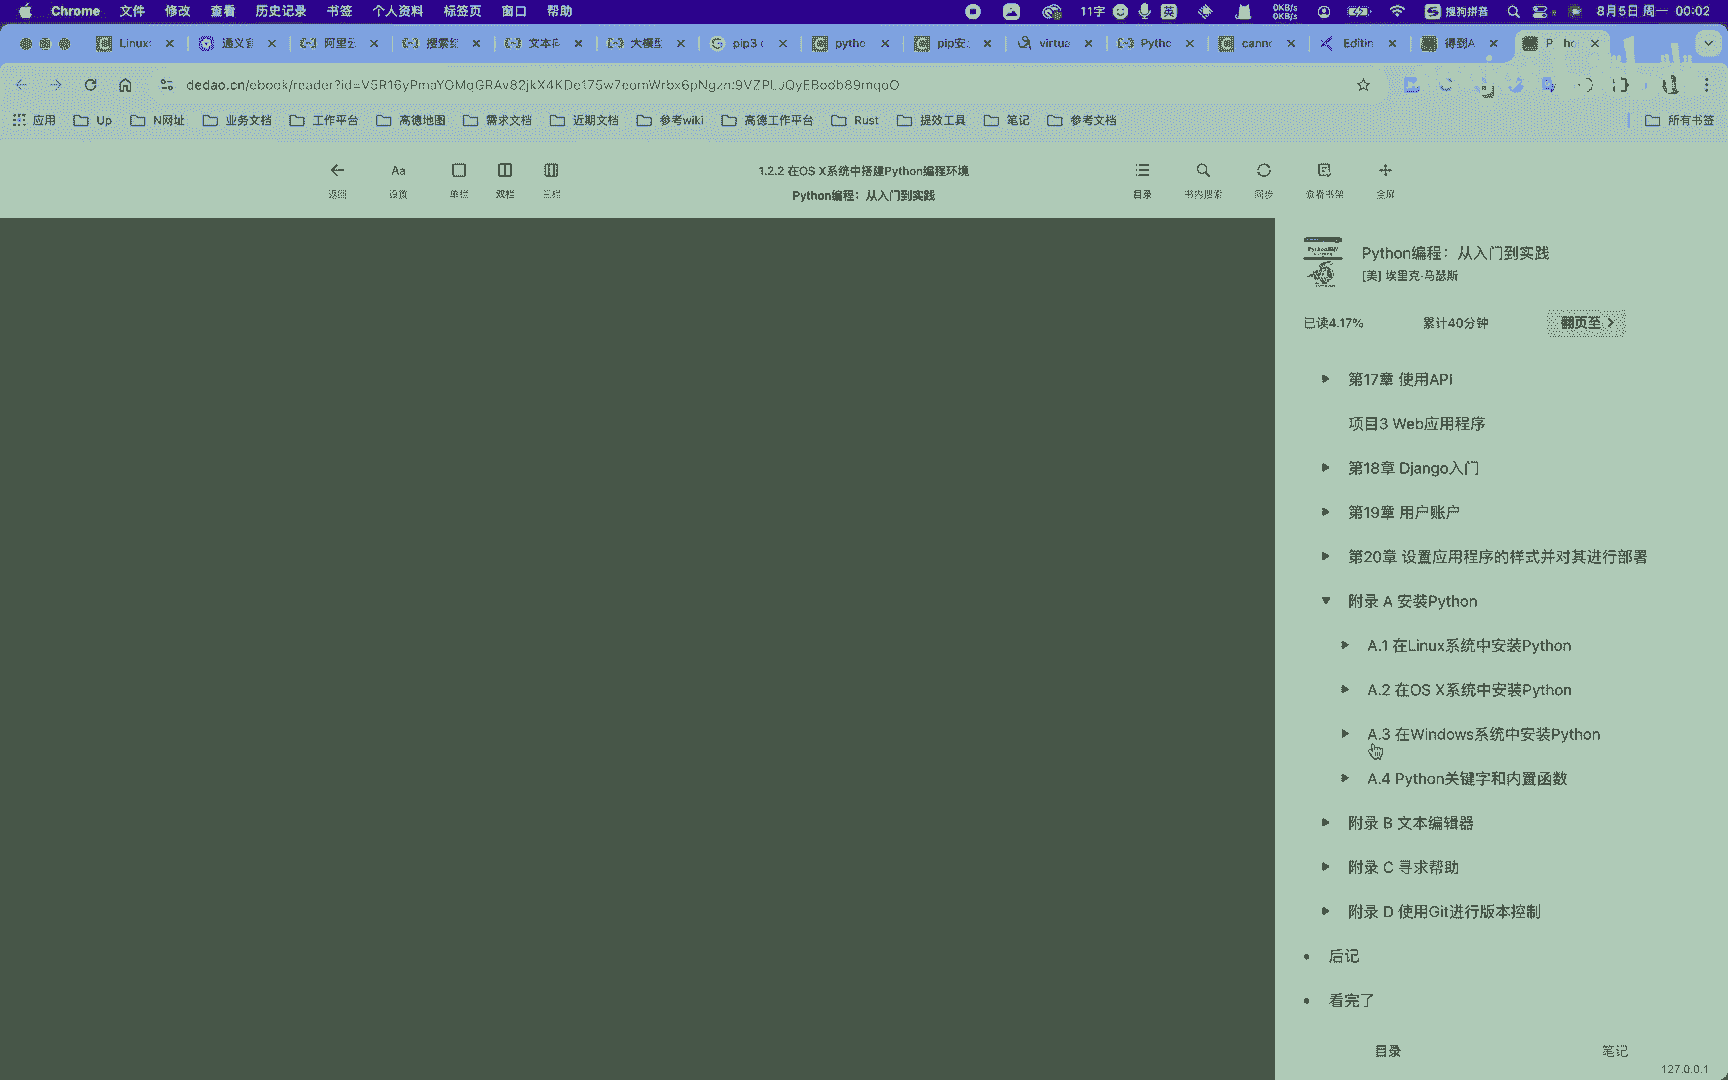 Chrome 文件 修改 查看 历史记录 书签 个人资料 标签页 窗口 帮助 11字 英 0KB/s 0KB/s 搜狗拼音 8月5日 周一 00:02
Linux 通义 阿里云 搜索 文本 大模型 pip3 pytho pip安 virtua Pytho canno Editin 得到A
应用 Up N网址 业务文档 工作平台 高德地图 需求文档 近期文档 参考wiki 高德工作平台 Rust 提效工具 笔记 参考文档 所有书签
返回 设置 单栏 双栏 三栏
1.2.2 在OS X系统中搭建Python编程环境
Python编程：从入门到实践
目录 书内搜索 同步 查看书架 全屏
Python编程：从入门到实践
[美] 埃里克·马瑟斯
已读4.17% 累计40分钟 翻页至
第17章 使用API
项目3 Web应用程序
第18章 Django入门
第19章 用户账户
第20章 设置应用程序的样式并对其进行部署
附录 A 安装Python
A.1 在Linux系统中安装Python
A.2 在OS X系统中安装Python
A.3 在Windows系统中安装Python
A.4 Python关键字和内置函数
附录 B 文本编辑器
附录 C 寻求帮助
附录 D 使用Git进行版本控制
后记
看完了
目录 笔记
127.0.0.1